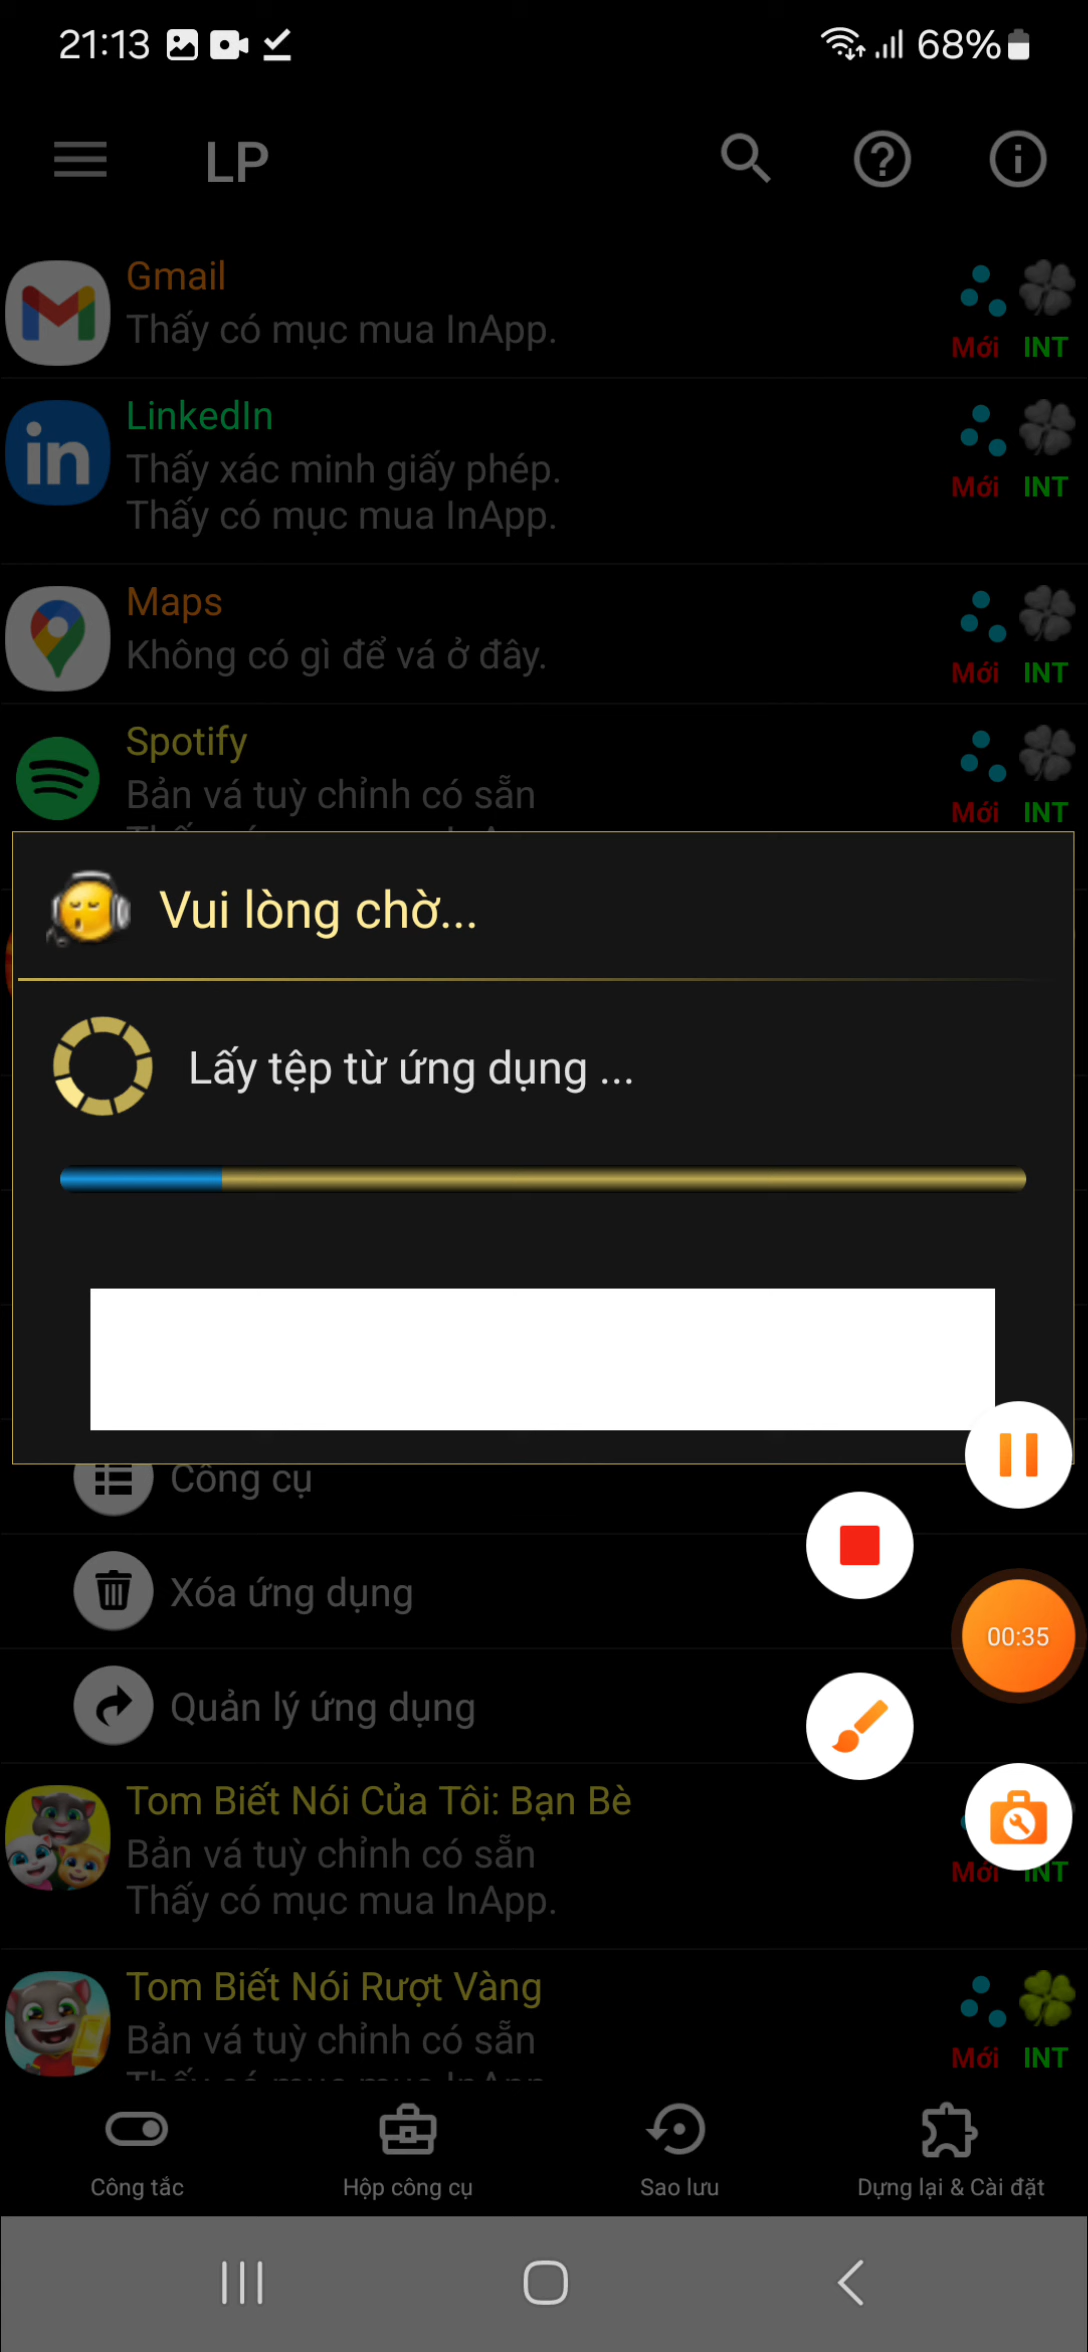 21:13
68%
LP
Gmail
Thấy có mục mua InApp.
Mới INT
LinkedIn
Thấy xác minh giấy phép.
Thấy có mục mua InApp.
Mới INT
Maps
Không có gì để vá ở đây.
Mới INT
Spotify
Bản vá tuỳ chỉnh có sẵn
Mới INT
Vui lòng chờ...
Lấy tệp từ ứng dụng ...
Công cụ
Xóa ứng dụng
00:35
Quản lý ứng dụng
Tom Biết Nói Của Tôi: Bạn Bè
Bản vá tuỳ chỉnh có sẵn
Thấy có mục mua InApp.
Mới INT
Tom Biết Nói Rượt Vàng
Bản vá tuỳ chỉnh có sẵn
Mới INT
Công tắc
Hộp công cụ
Sao lưu
Dựng lại & Cài đặt